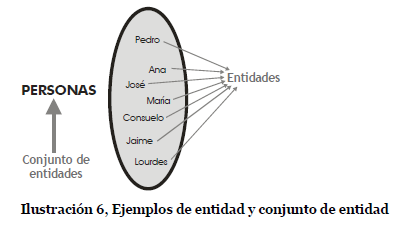 Pedro
Ana
Entidades
José
PERSONAS
María
Consuelo
Jaime
Conjunto de
entidades
Lourdes
Ilustración 6, Ejemplos de entidad y conjunto de entidad